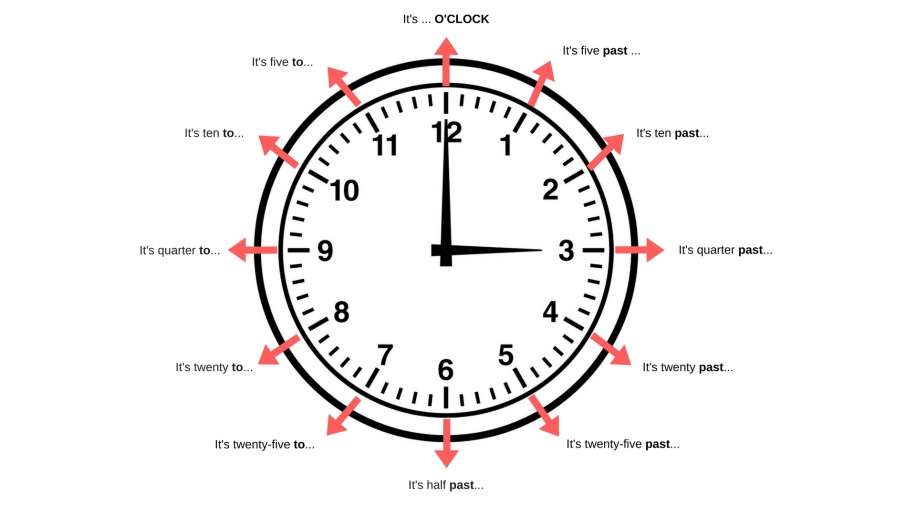 It's ... O'CLOCK
It's five past ...
It's five to...
It's ten to...
It's ten past...
It's quarter to...
It's quarter past...
It's twenty to...
It's twenty past...
It's twenty-five to...
It's twenty-five past...
It's half past...
12
1
2
3
4
5
6
7
8
9
10
11